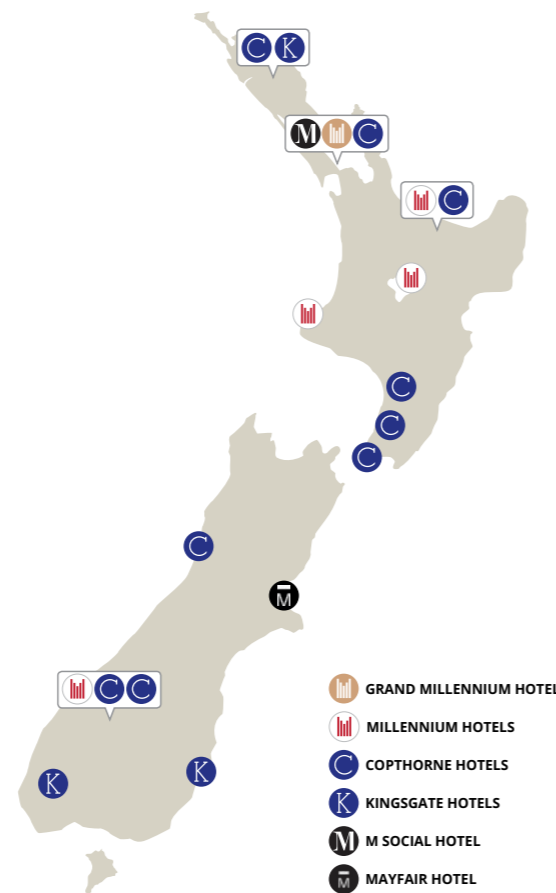 C K
M C
C
C
C
C
C
M
C C
K
K
GRAND MILLENNIUM HOTEL
MILLENNIUM HOTELS
C COPTHORNE HOTELS
K KINGSGATE HOTELS
M M SOCIAL HOTEL
M MAYFAIR HOTEL